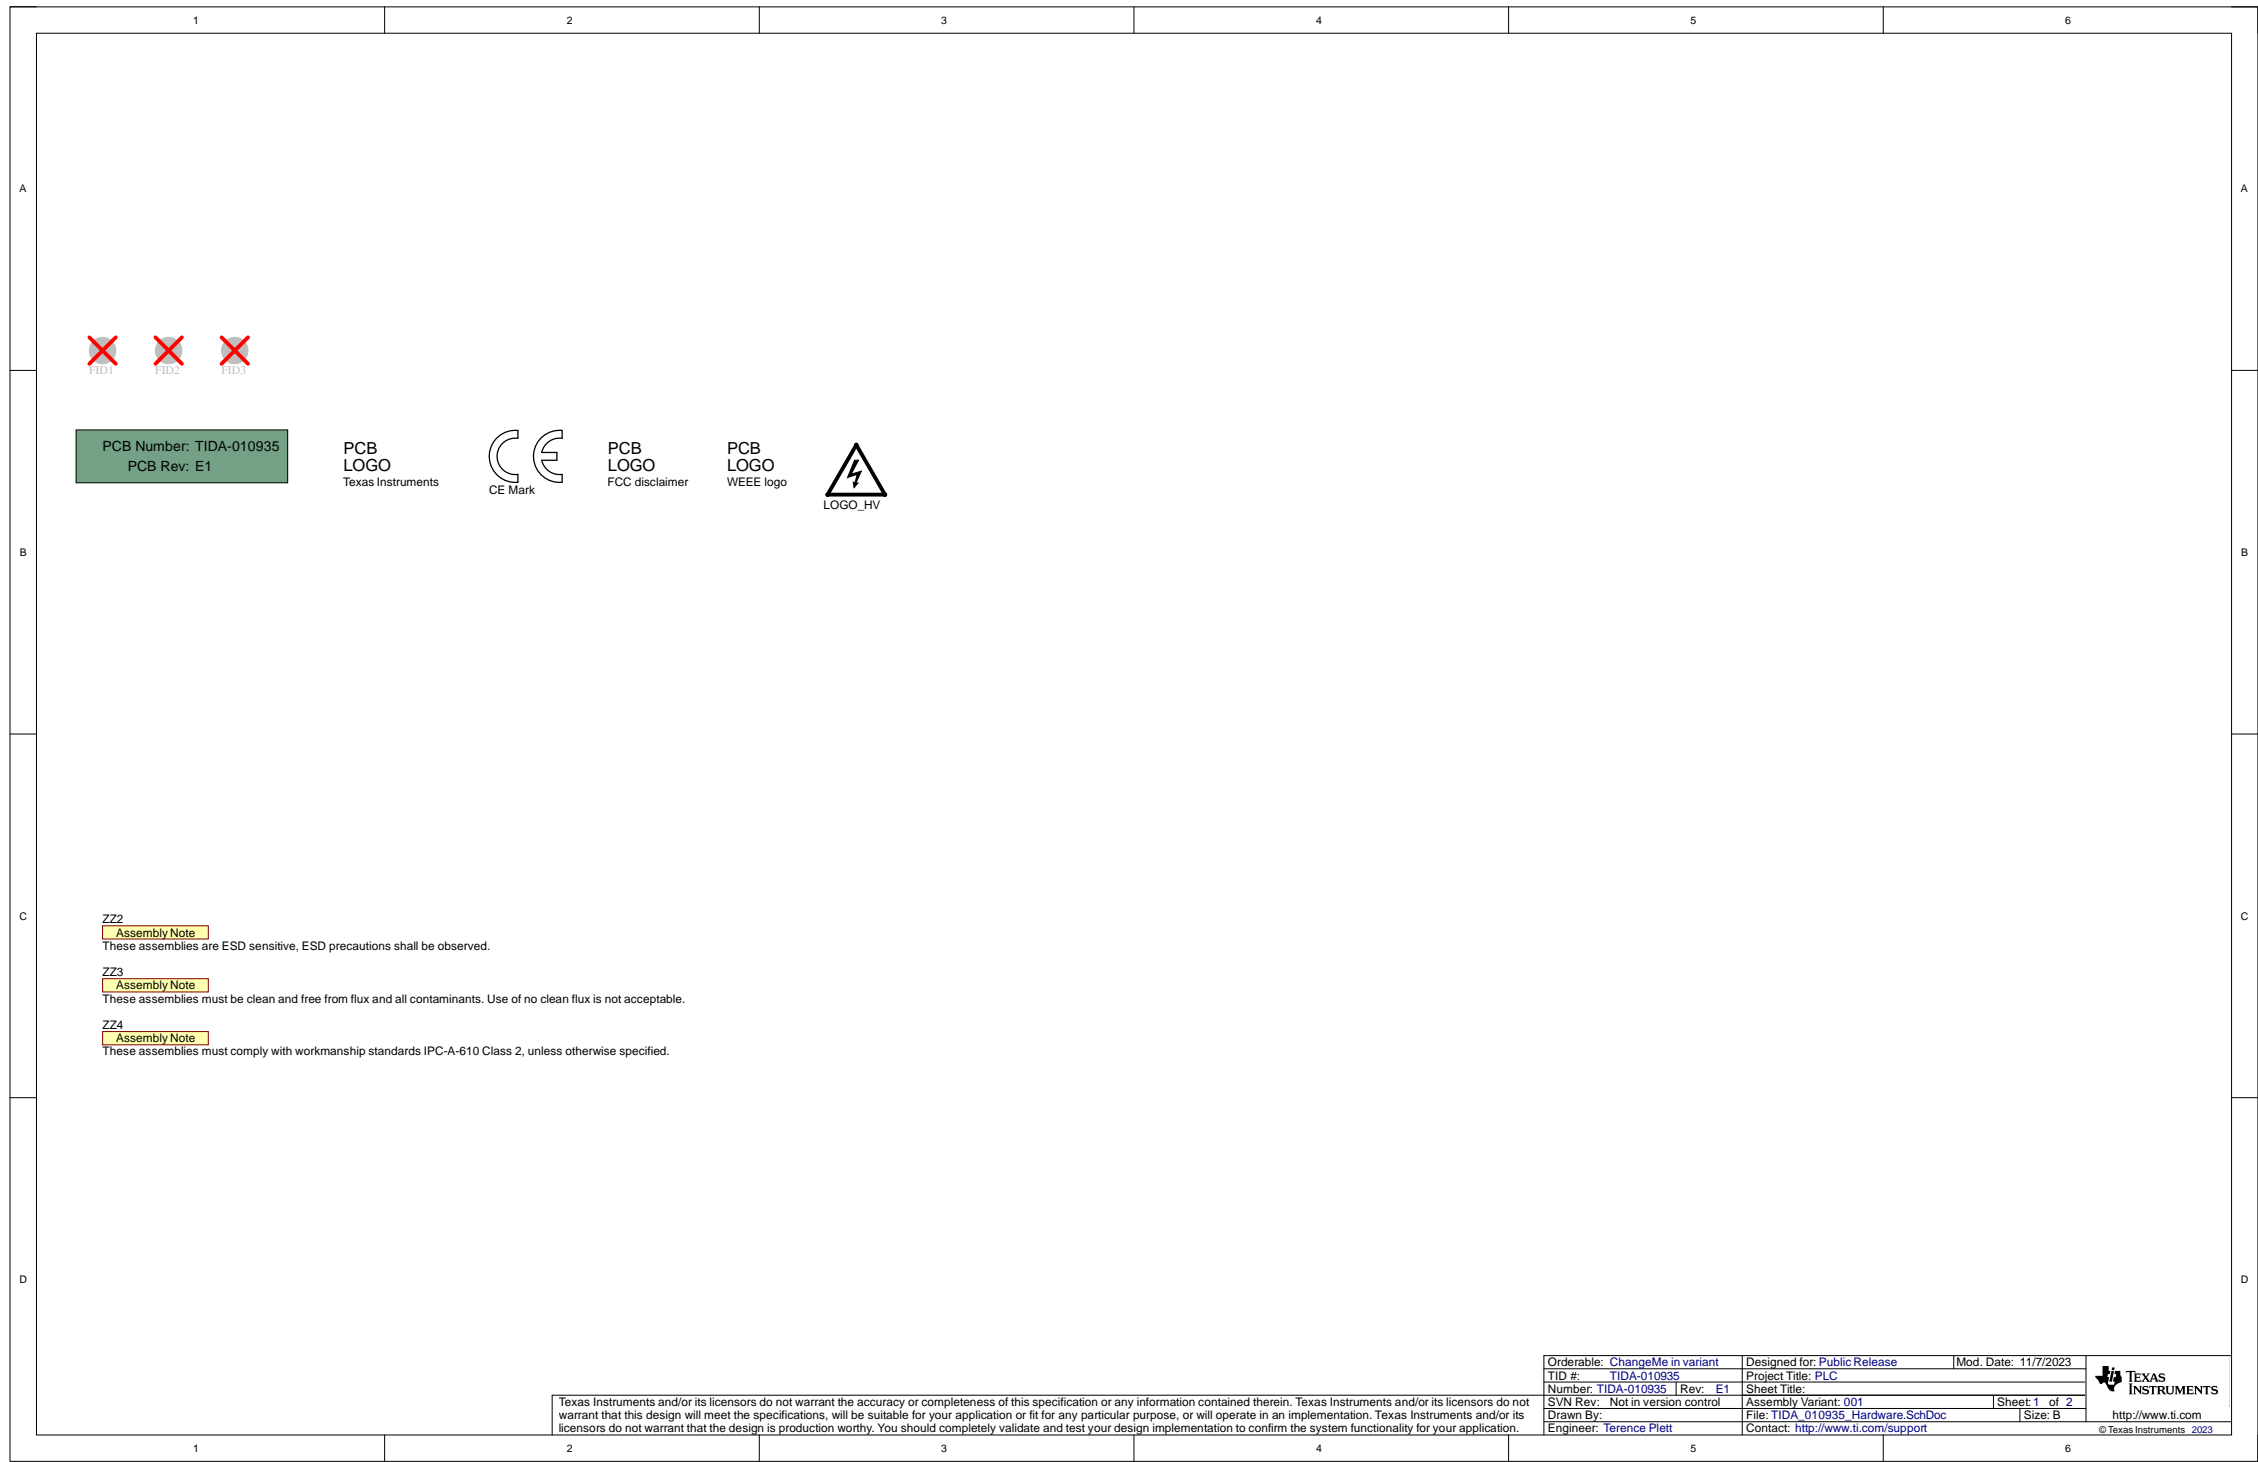 1 2 3 4 5 6
A A
FID1 FID2 FID3
PCB Number: TIDA-010935
PCB Rev: E1
PCB
LOGO
Texas Instruments
CE Mark
PCB
LOGO
FCC disclaimer
PCB
LOGO
WEEE logo
LOGO_HV
B B
C C
ZZ2
Assembly Note
These assemblies are ESD sensitive, ESD precautions shall be observed.
ZZ3
Assembly Note
These assemblies must be clean and free from flux and all contaminants. Use of no clean flux is not acceptable.
ZZ4
Assembly Note
These assemblies must comply with workmanship standards IPC-A-610 Class 2, unless otherwise specified.
D D
Texas Instruments and/or its licensors do not warrant the accuracy or completeness of this specification or any information contained therein. Texas Instruments and/or its licensors do not
warrant that this design will meet the specifications, will be suitable for your application or fit for any particular purpose, or will operate in an implementation. Texas Instruments and/or its
licensors do not warrant that the design is production worthy. You should completely validate and test your design implementation to confirm the system functionality for your application.
Orderable: ChangeMe in variant Designed for: Public Release Mod. Date: 11/7/2023
TID #: TIDA-010935 Project Title: PLC
Number: TIDA-010935 Rev: E1 Sheet Title:
SVN Rev: Not in version control Assembly Variant: 001 Sheet: 1 of 2
Drawn By: File: TIDA_010935_Hardware.SchDoc Size: B
Engineer: Terence Plett Contact: http://www.ti.com/support
TEXAS
INSTRUMENTS
http://www.ti.com
© Texas Instruments 2023
1 2 3 4 5 6